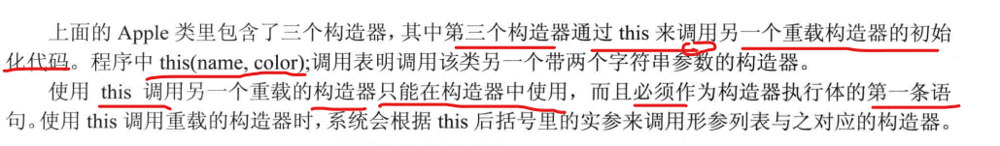 上面的 Apple 类里包含了三个构造器，其中第三个构造器通过 this 来调用另一个重载构造器的初始
化代码。程序中 this(name, color);调用表明调用该类另一个带两个字符串参数的构造器。
使用 this 调用另一个重载的构造器只能在构造器中使用，而且必须作为构造器执行体的第一条语
句。使用 this 调用重载的构造器时，系统会根据 this 后括号里的实参来调用形参列表与之对应的构造器。